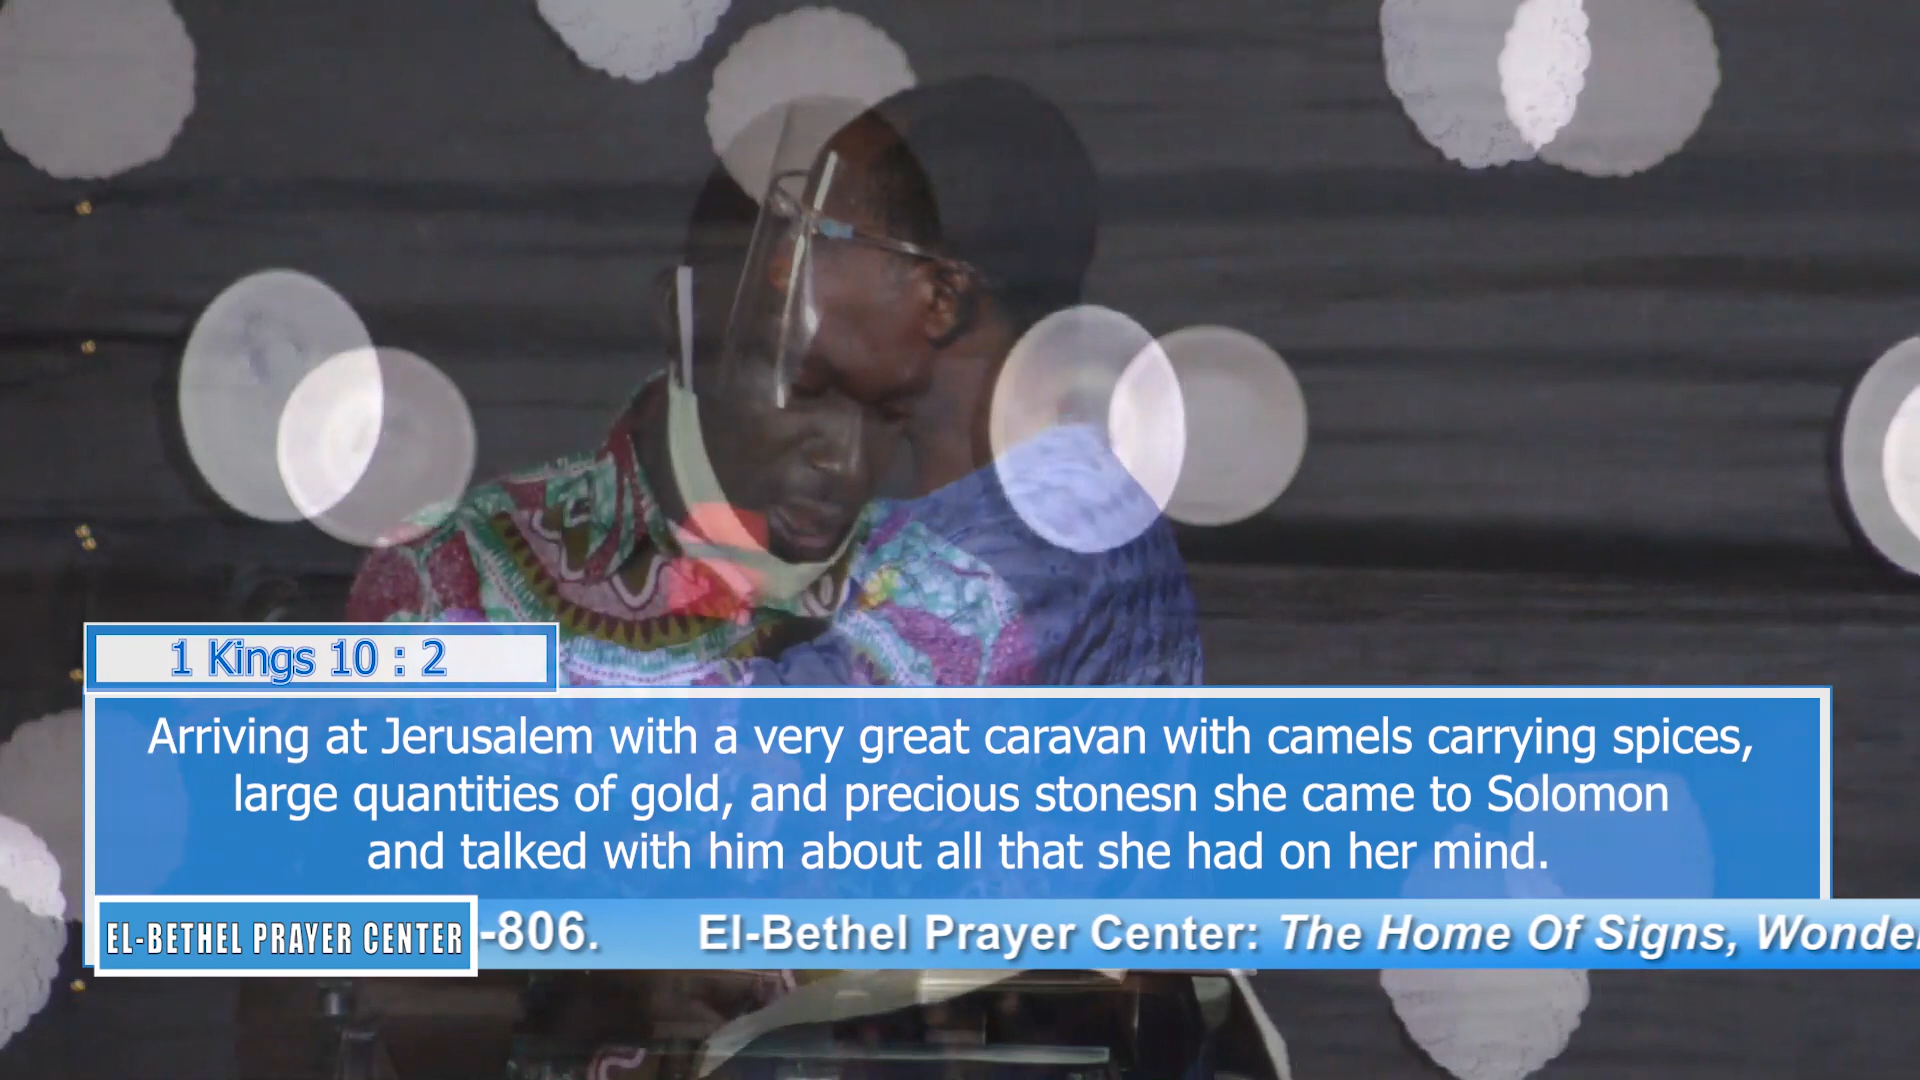 1 Kings 10 : 2
Arriving at Jerusalem with a very great caravan with camels carrying spices,
large quantities of gold, and precious stonesn she came to Solomon
and talked with him about all that she had on her mind.
EL-BETHEL PRAYER CENTER
-806. El-Bethel Prayer Center: The Home Of Signs,